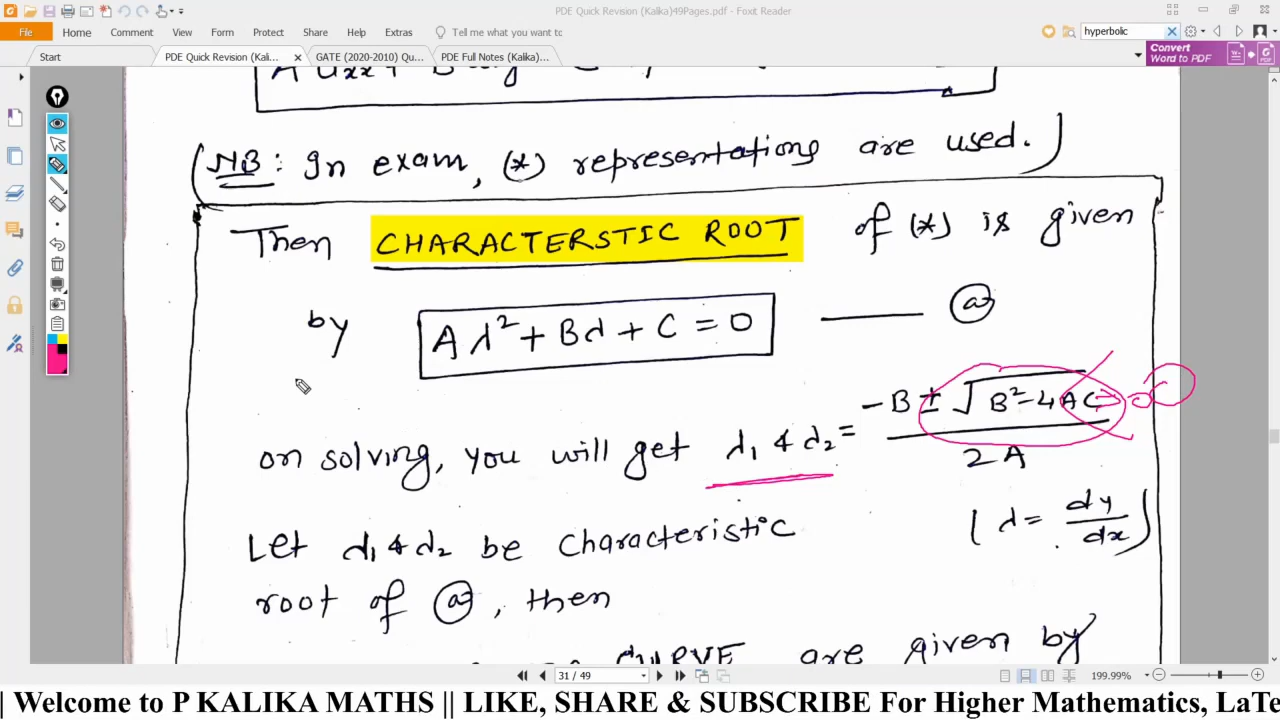 PDE Quick Revision (Kalika)49Pages.pdf - Foxit Reader
File Home Comment View Form Protect Share Help Extras Tell me what you want to hyperbolic
Start PDE Quick Revision (Kali... × GATE (2020-2010) Qu... PDE Full Notes (Kalika)... Convert
Word to PDF
(NB: In exam, (*) representations are used.)
Then CHARACTERSTIC ROOT of (*) is given
by Aλ² + Bλ + C = 0 —— ⓐ
on solving, you will get λ₁ & λ₂ = -B ± √B²-4AC / 2A
(λ = dy/dx)
Let λ₁ & λ₂ be characteristic
root of ⓐ, then
CURVE are given by
31 / 49 199.99%
| Welcome to P KALIKA MATHS || LIKE, SHARE & SUBSCRIBE For Higher Mathematics, LaTe